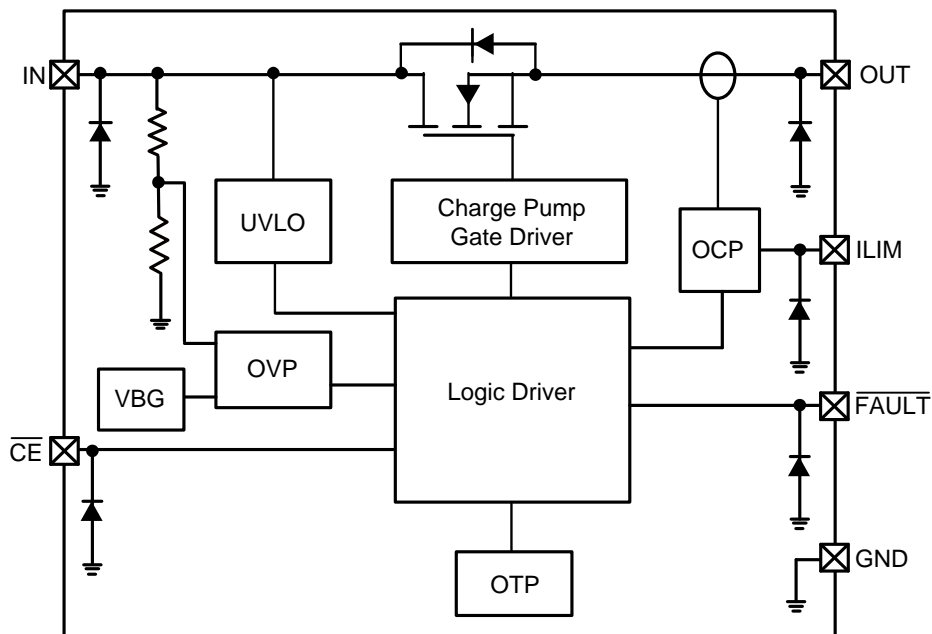 IN
OUT
UVLO
Charge Pump
Gate Driver
OCP
ILIM
OVP
VBG
Logic Driver
FAULT
CE
OTP
GND